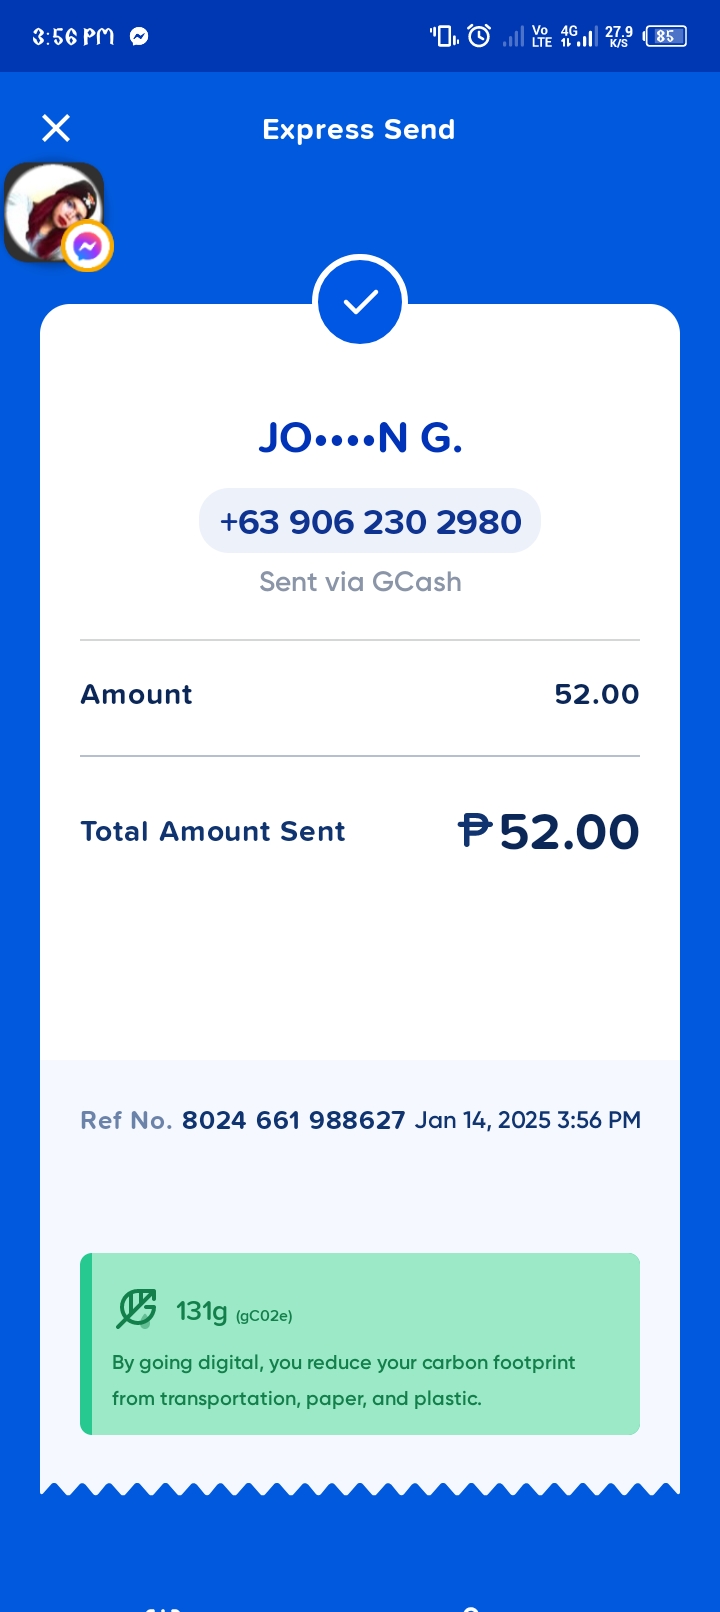 3:56 PM
Vo LTE 4G 27.9 K/S 85
Express Send
JO••••N G.
+63 906 230 2980
Sent via GCash
Amount 52.00
Total Amount Sent ₱52.00
Ref No. 8024 661 988627 Jan 14, 2025 3:56 PM
131g (gC02e)
By going digital, you reduce your carbon footprint
from transportation, paper, and plastic.